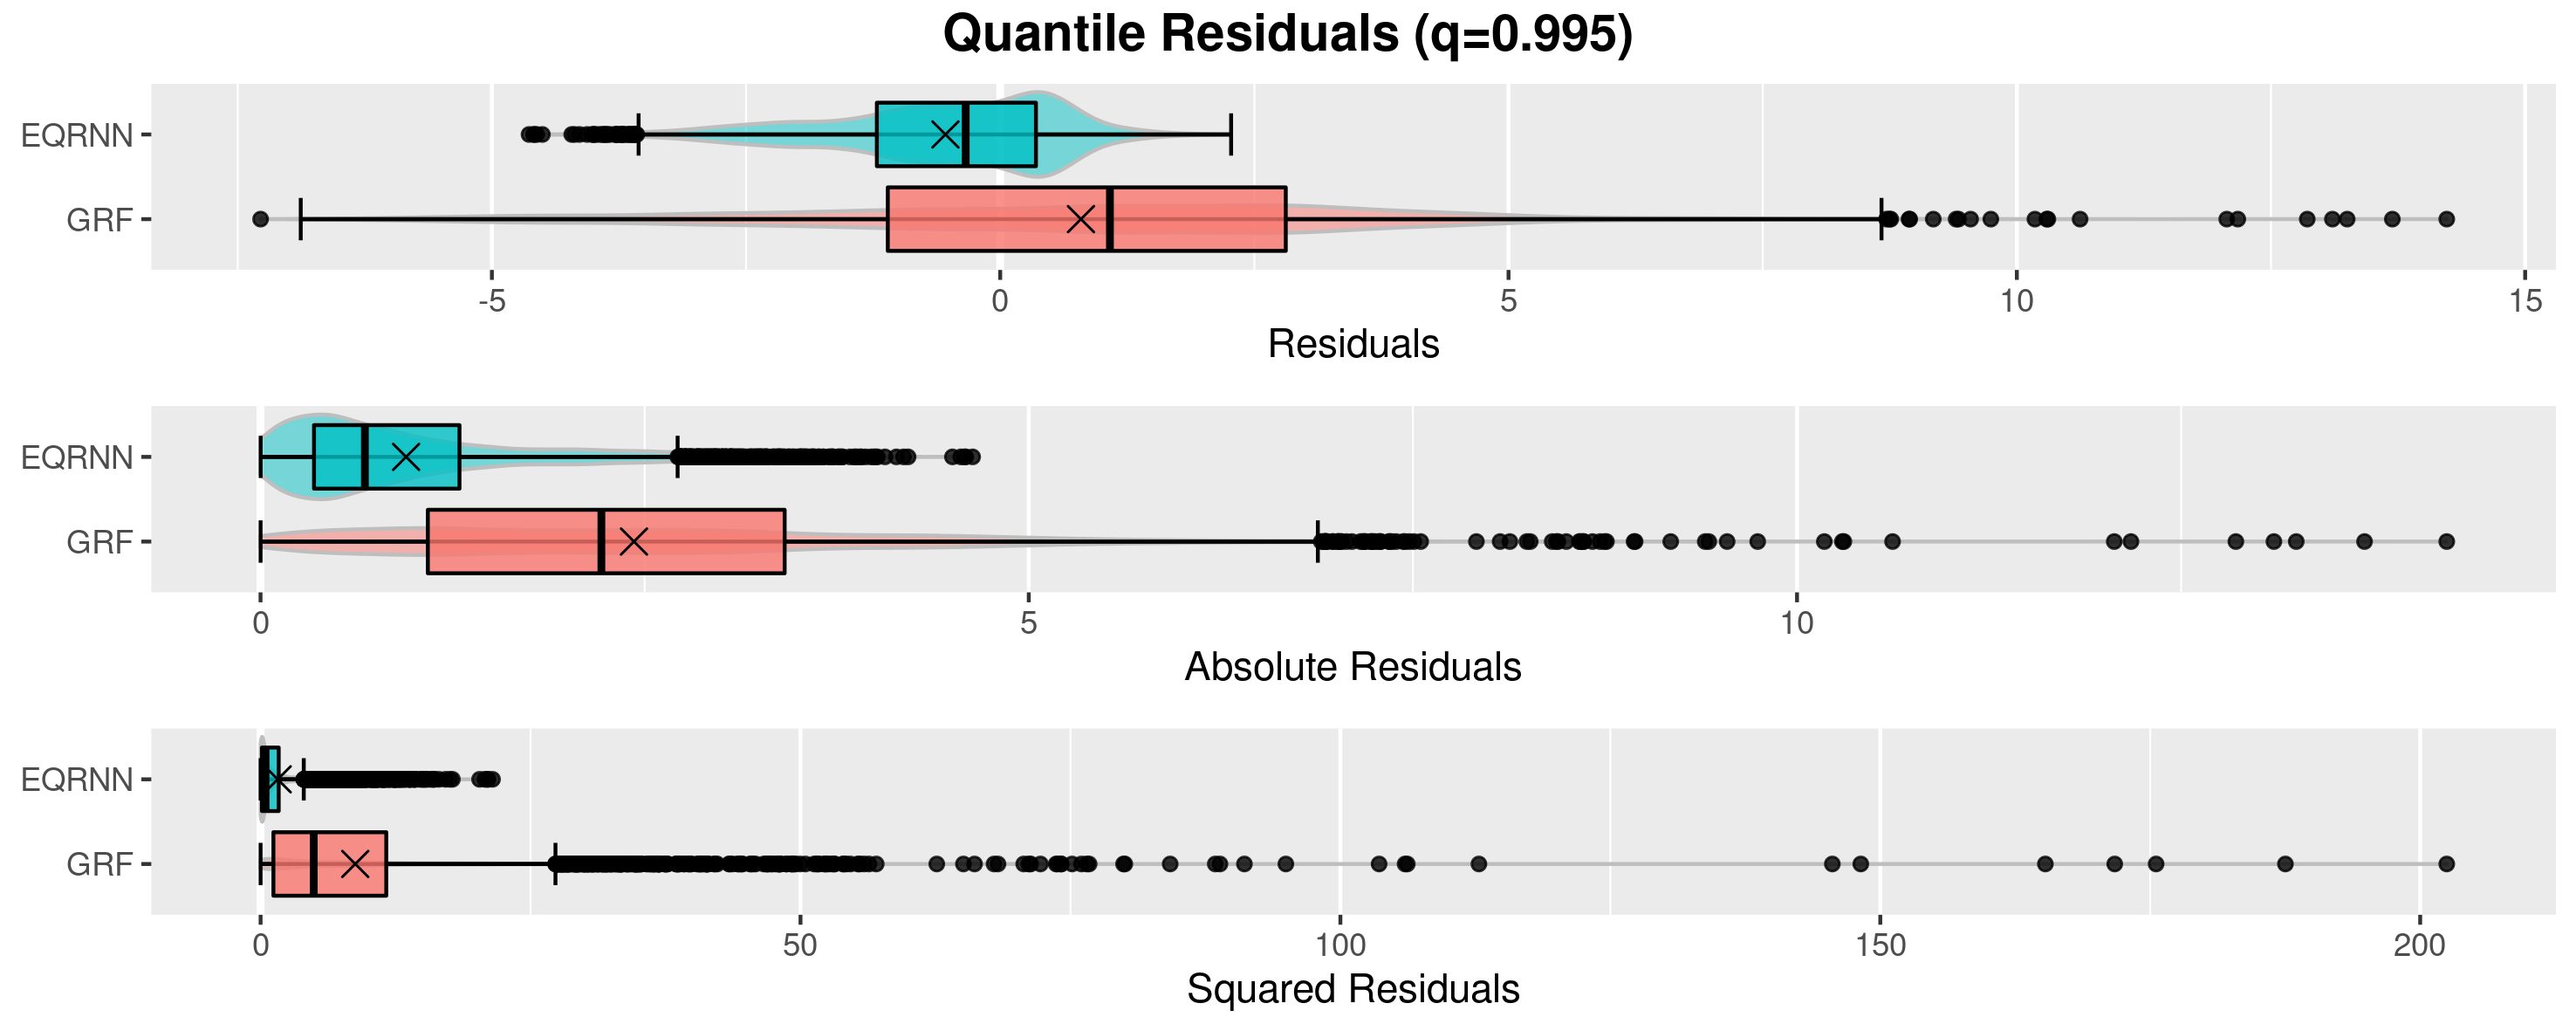 Quantile Residuals (q=0.995)
EQRNN
GRF
-5 0 5 10 15
Residuals
EQRNN
GRF
0 5 10
Absolute Residuals
EQRNN
GRF
0 50 100 150 200
Squared Residuals